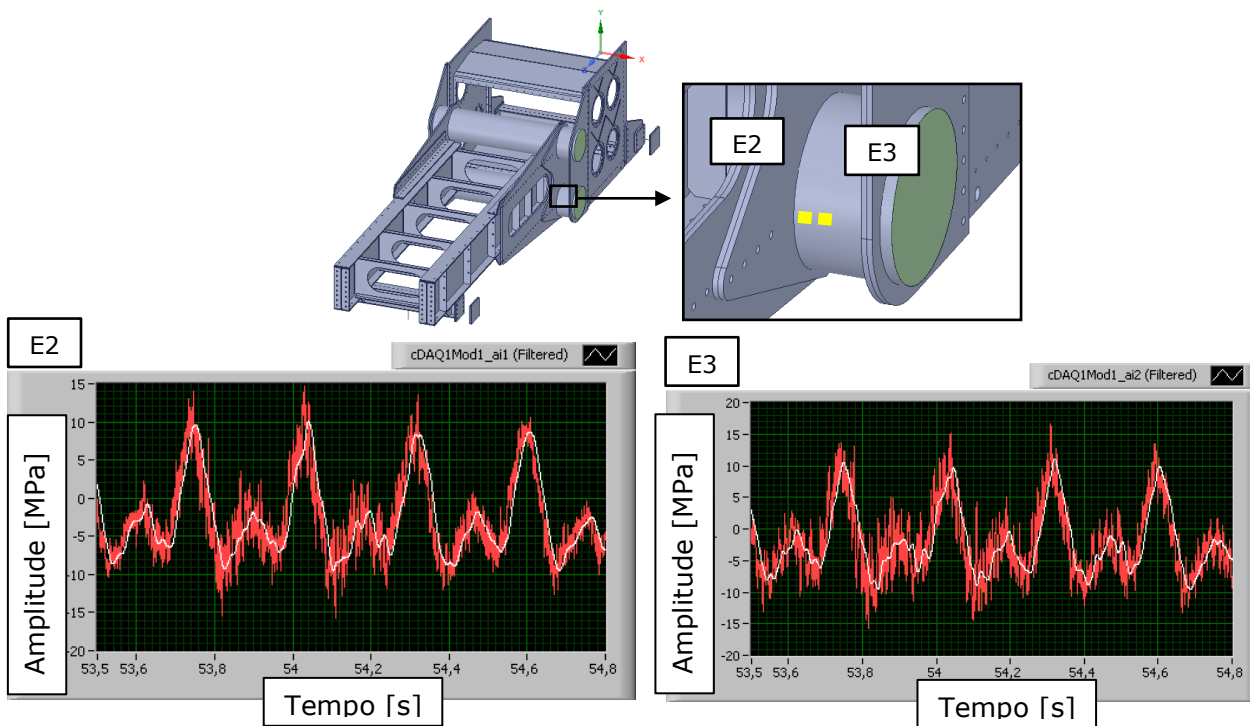 Y
X
Z
E2
E3
E2
cDAQ1Mod1_ai1 (Filtered)
Amplitude [MPa]
15
10
5
0
-5
-10
-15
-20
53,5 53,6 53,8 54 54,2 54,4 54,6 54,8
Tempo [s]
E3
cDAQ1Mod1_ai2 (Filtered)
Amplitude [MPa]
20
15
10
5
0
-5
-10
-15
-20
53,5 53,6 53,8 54 54,2 54,4 54,6 54,8
Tempo [s]